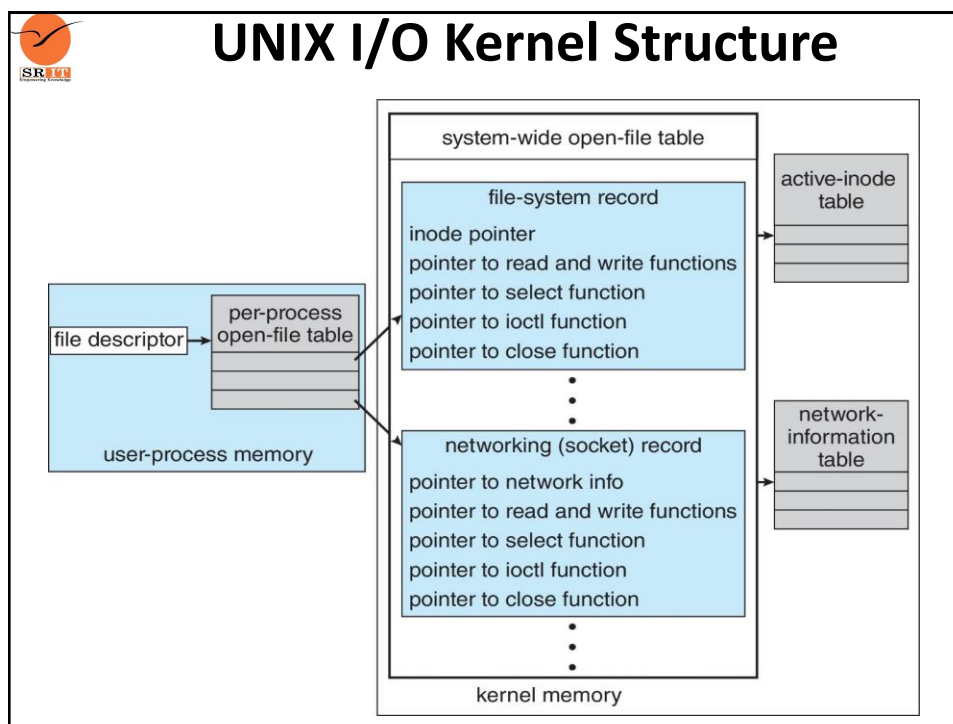 UNIX I/O Kernel Structure
SRIT
Empowering Knowledge
system-wide open-file table
file-system record
inode pointer
pointer to read and write functions
pointer to select function
pointer to ioctl function
pointer to close function
active-inode
table
file descriptor
per-process
open-file table
user-process memory
networking (socket) record
pointer to network info
pointer to read and write functions
pointer to select function
pointer to ioctl function
pointer to close function
network-
information
table
kernel memory